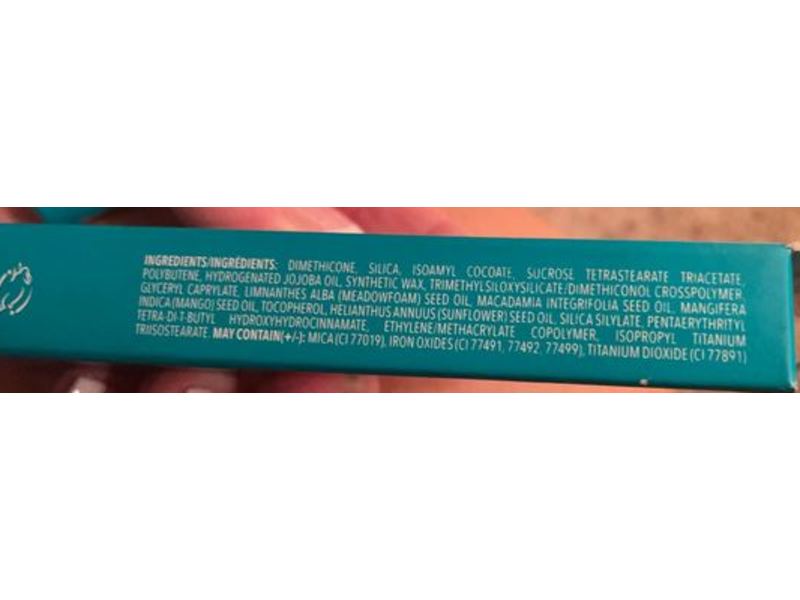 INGREDIENTS/INGRÉDIENTS: DIMETHICONE, SILICA, ISOAMYL COCOATE, SUCROSE TETRASTEARATE TRIACETATE,
POLYBUTENE, HYDROGENATED JOJOBA OIL, SYNTHETIC WAX, TRIMETHYLSILOXYSILICATE/DIMETHICONOL CROSSPOLYMER,
GLYCERYL CAPRYLATE, LIMNANTHES ALBA (MEADOWFOAM) SEED OIL, MACADAMIA INTEGRIFOLIA SEED OIL, MANGIFERA
INDICA (MANGO) SEED OIL, TOCOPHEROL, HELIANTHUS ANNUUS (SUNFLOWER) SEED OIL, SILICA SILYLATE, PENTAERYTHRITYL
TETRA-DI-T-BUTYL HYDROXYHYDROCINNAMATE, ETHYLENE/METHACRYLATE COPOLYMER, ISOPROPYL TITANIUM
TRIISOSTEARATE. MAY CONTAIN(+/-): MICA (CI 77019), IRON OXIDES (CI 77491, 77492, 77499), TITANIUM DIOXIDE (CI 77891)